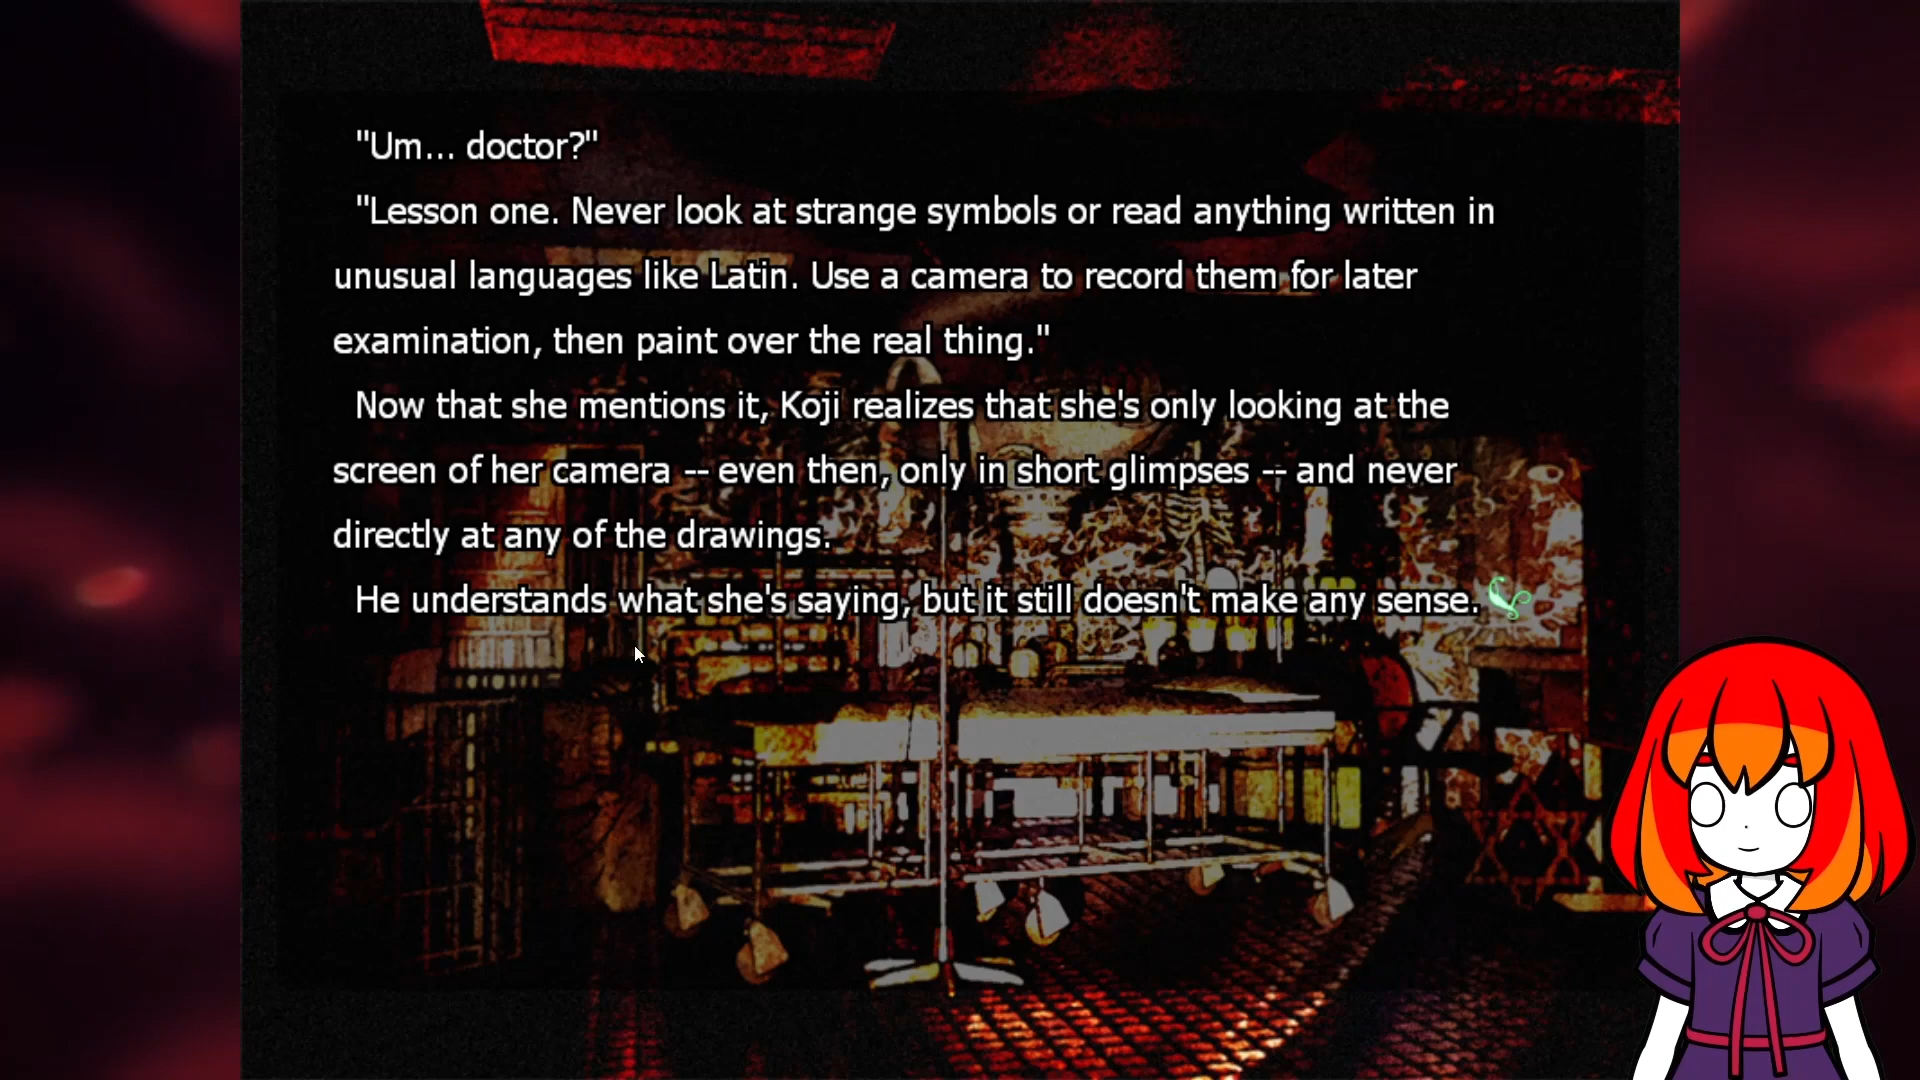 "Um... doctor?"
"Lesson one. Never look at strange symbols or read anything written in
unusual languages like Latin. Use a camera to record them for later
examination, then paint over the real thing."
Now that she mentions it, Koji realizes that she's only looking at the
screen of her camera -- even then, only in short glimpses -- and never
directly at any of the drawings.
He understands what she's saying, but it still doesn't make any sense.